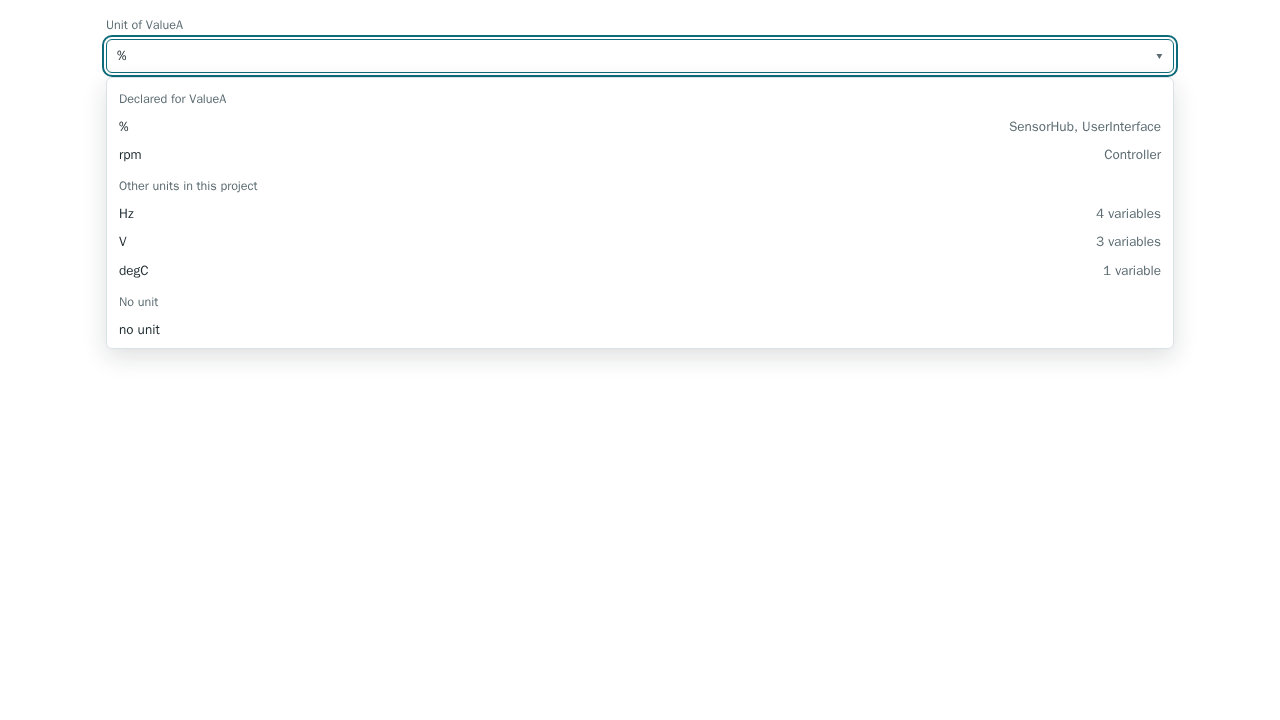 Unit of ValueA
%
Declared for ValueA
% SensorHub, UserInterface
rpm Controller
Other units in this project
Hz 4 variables
V 3 variables
degC 1 variable
No unit
no unit